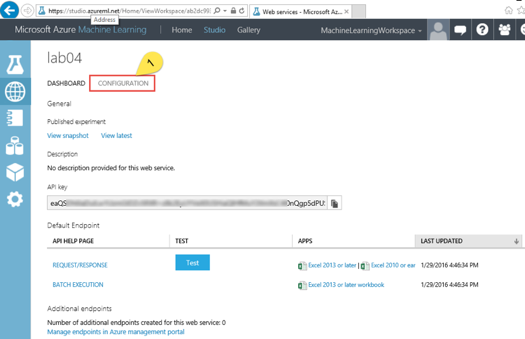 https://studio.azureml.net/Home/ViewWorkspace/ab2dc99
Web services - Microsoft Az...
Address
Microsoft Azure Machine Learning | Home Studio Gallery MachineLearningWorkspace
lab04
DASHBOARD CONFIGURATION
General
Published experiment
View snapshot View latest
Description
No description provided for this web service.
API key
eaQS OnQgp5dPU
Default Endpoint
API HELP PAGE TEST APPS LAST UPDATED
REQUEST/RESPONSE Test Excel 2013 or later | Excel 2010 or ear 1/29/2016 4:46:34 PM
BATCH EXECUTION Excel 2013 or later workbook 1/29/2016 4:46:34 PM
Additional endpoints
Number of additional endpoints created for this web service: 0
Manage endpoints in Azure management portal